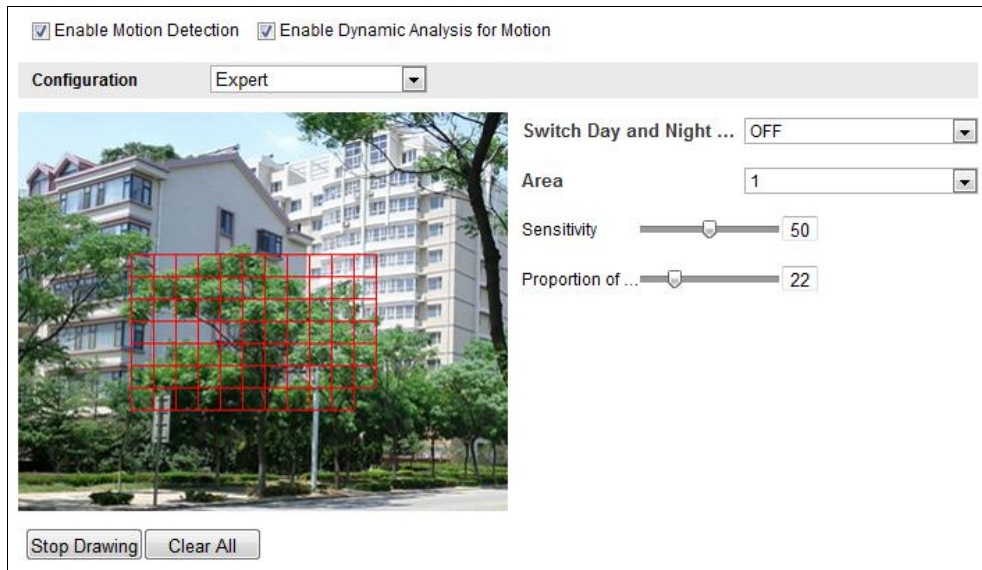 Enable Motion Detection Enable Dynamic Analysis for Motion
Configuration Expert
Switch Day and Night ... OFF
Area 1
Sensitivity 50
Proportion of ... 22
Stop Drawing Clear All